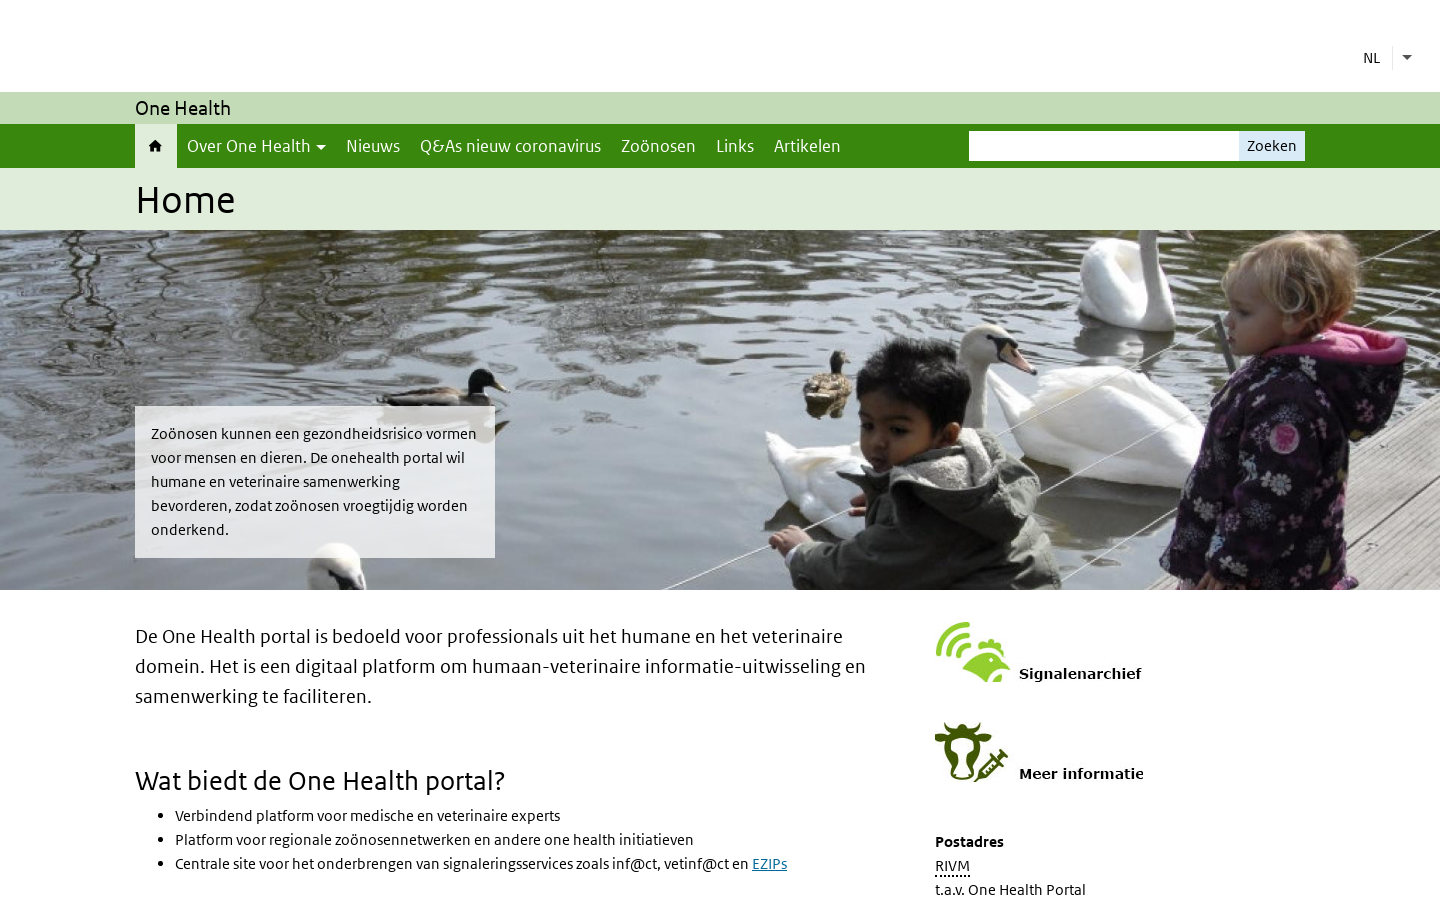 NL
One Health
Over One Health
Nieuws
Q&As nieuw coronavirus
Zoönosen
Links
Artikelen
Zoeken
Home
Zoönosen kunnen een gezondheidsrisico vormen
voor mensen en dieren. De onehealth portal wil
humane en veterinaire samenwerking
bevorderen, zodat zoönosen vroegtijdig worden
onderkend.
De One Health portal is bedoeld voor professionals uit het humane en het veterinaire
domein. Het is een digitaal platform om humaan-veterinaire informatie-uitwisseling en
samenwerking te faciliteren.
Wat biedt de One Health portal?
Verbindend platform voor medische en veterinaire experts
Platform voor regionale zoönosennetwerken en andere one health initiatieven
Centrale site voor het onderbrengen van signaleringsservices zoals inf@ct, vetinf@ct en EZIPs
Signalenarchief
Meer informatie
Postadres
RIVM
t.a.v. One Health Portal